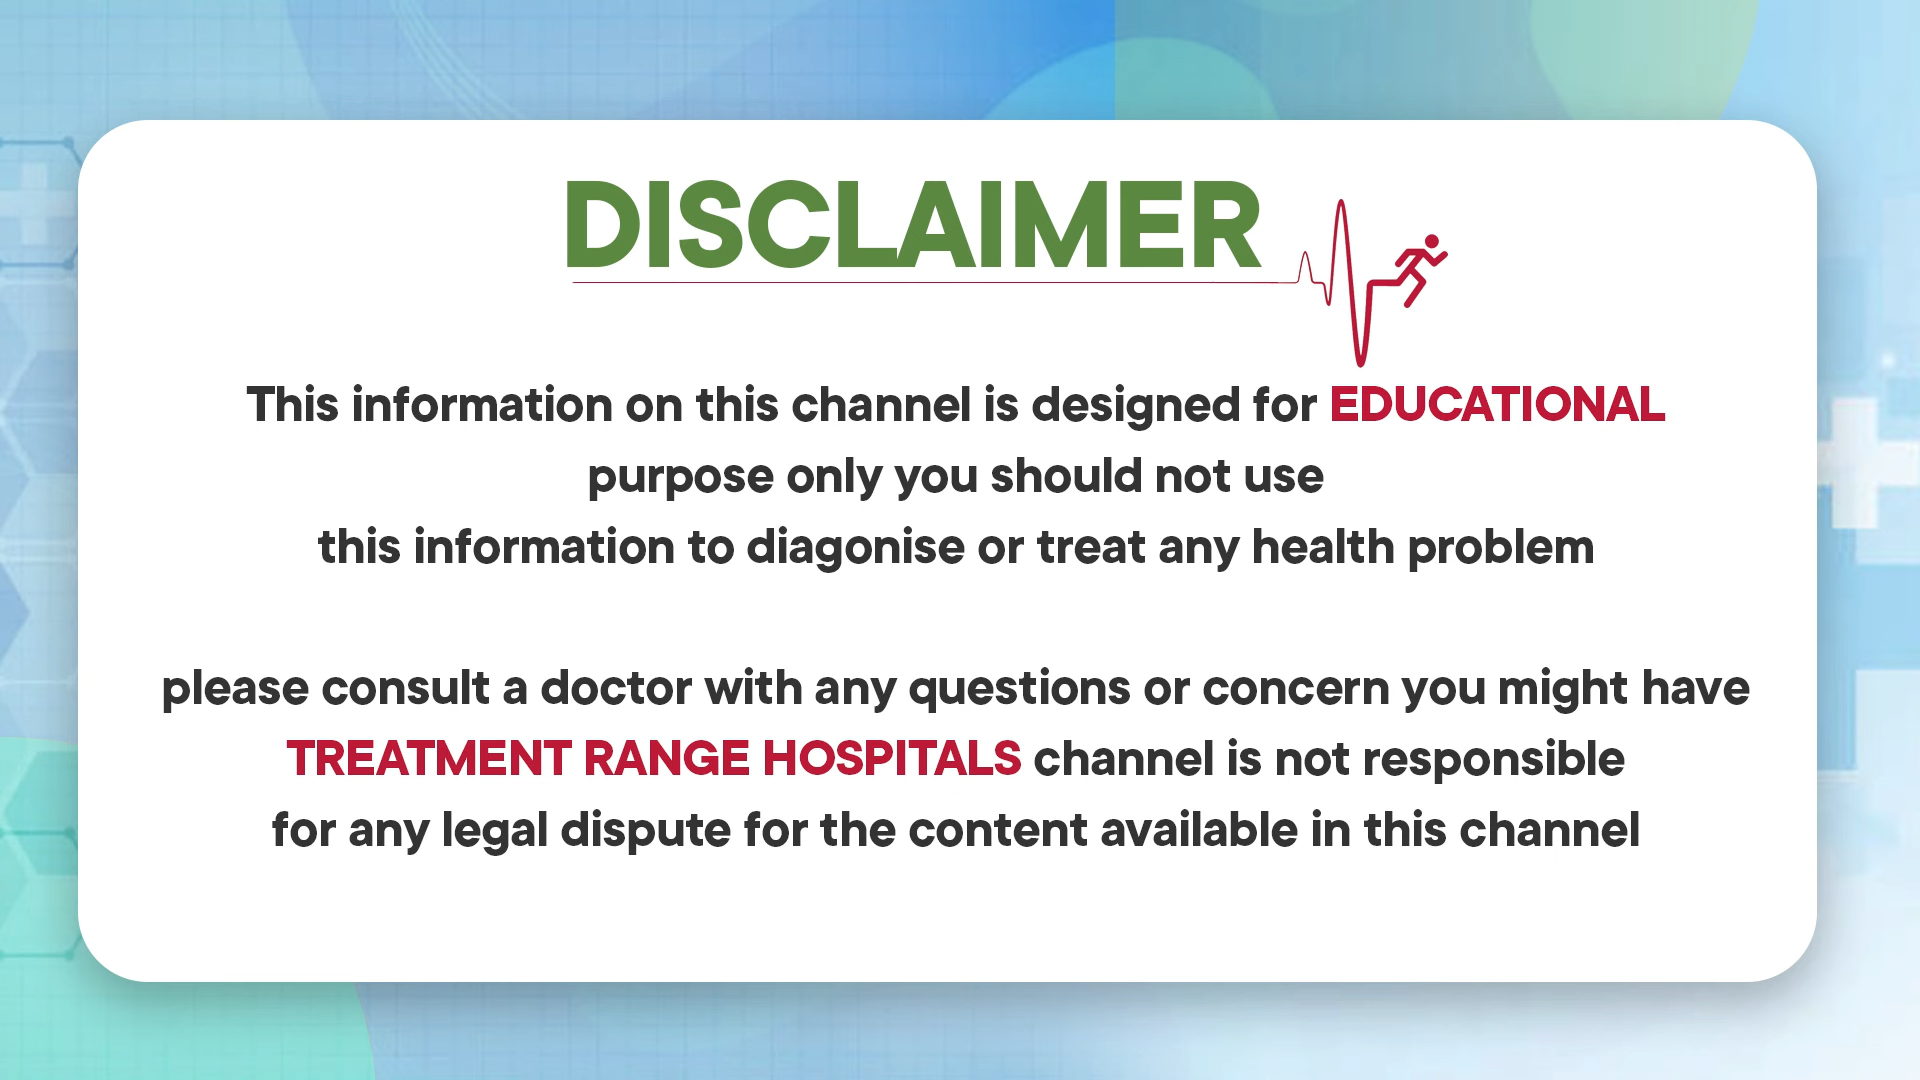 DISCLAIMER
This information on this channel is designed for EDUCATIONAL
purpose only you should not use
this information to diagonise or treat any health problem
please consult a doctor with any questions or concern you might have
TREATMENT RANGE HOSPITALS channel is not responsible
for any legal dispute for the content available in this channel